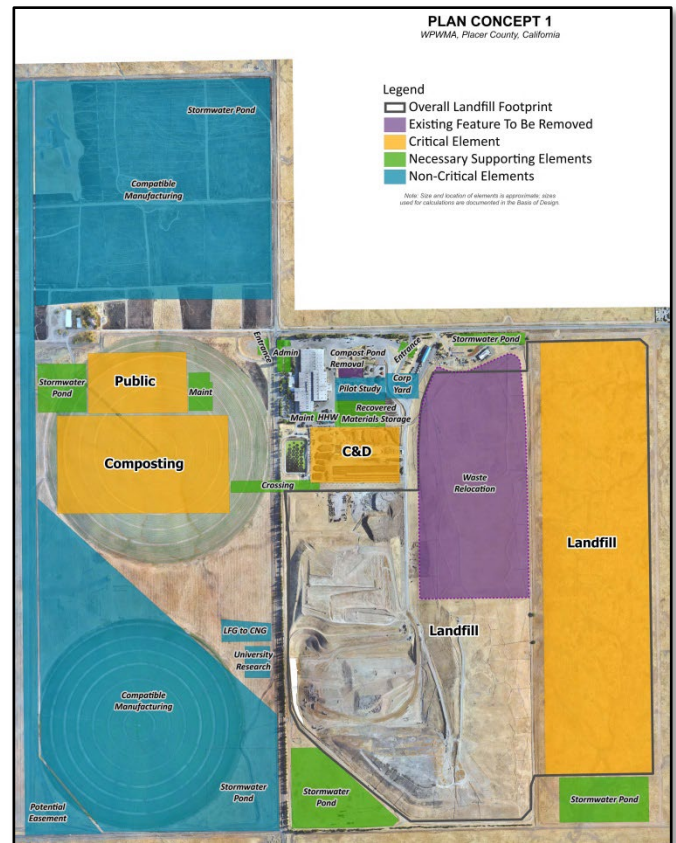 PLAN CONCEPT 1
WPWMA, Placer County, California
Legend
Overall Landfill Footprint
Existing Feature To Be Removed
Critical Element
Necessary Supporting Elements
Non-Critical Elements
Note: Size and location of elements is approximate; sizes
used for calculations are documented in the Basis of Design.
Stormwater Pond
Compatible
Manufacturing
Entrance
Admin
Compost Pond
Removal
Entrance
Stormwater Pond
Stormwater
Pond
Public
Maint
Pilot Study
Corp
Yard
Maint
HHW
Recovered
Materials Storage
Composting
C&D
Crossing
Waste
Relocation
Landfill
Landfill
LFG to CNG
University
Research
Compatible
Manufacturing
Stormwater
Pond
Potential
Easement
Stormwater
Pond
Stormwater Pond